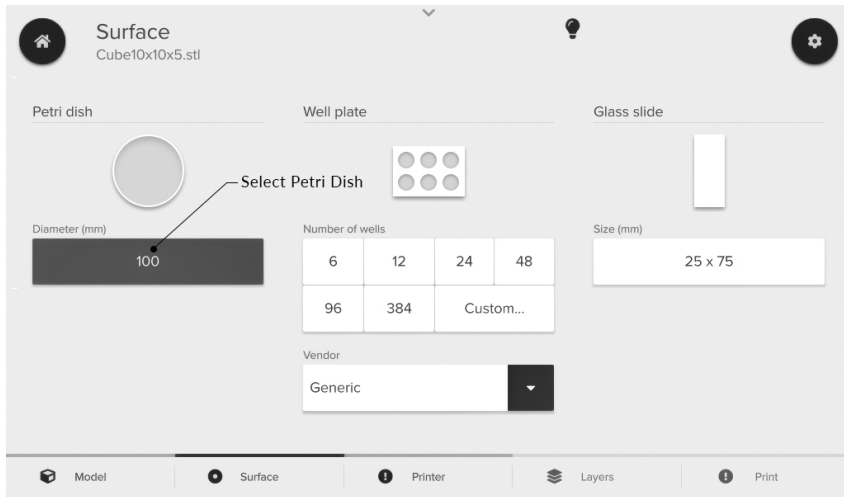 Surface
Cube10x10x5.stl
Petri dish
Well plate
Glass slide
Select Petri Dish
Diameter (mm)
Number of wells
Size (mm)
100
6 12 24 48
25 x 75
96 384 Custom...
Vendor
Generic
Model Surface Printer Layers Print